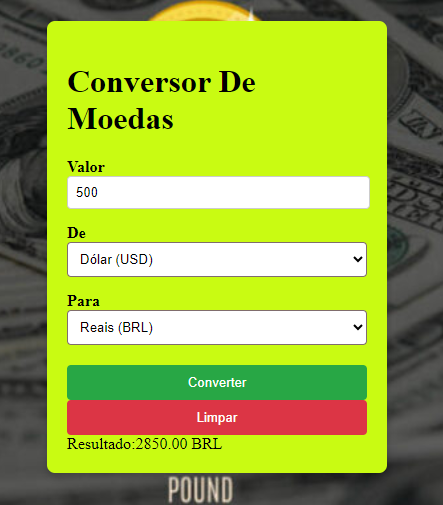 Conversor De
Moedas
Valor
500
De
Dólar (USD)
Para
Reais (BRL)
Converter
Limpar
Resultado:2850.00 BRL
POUND